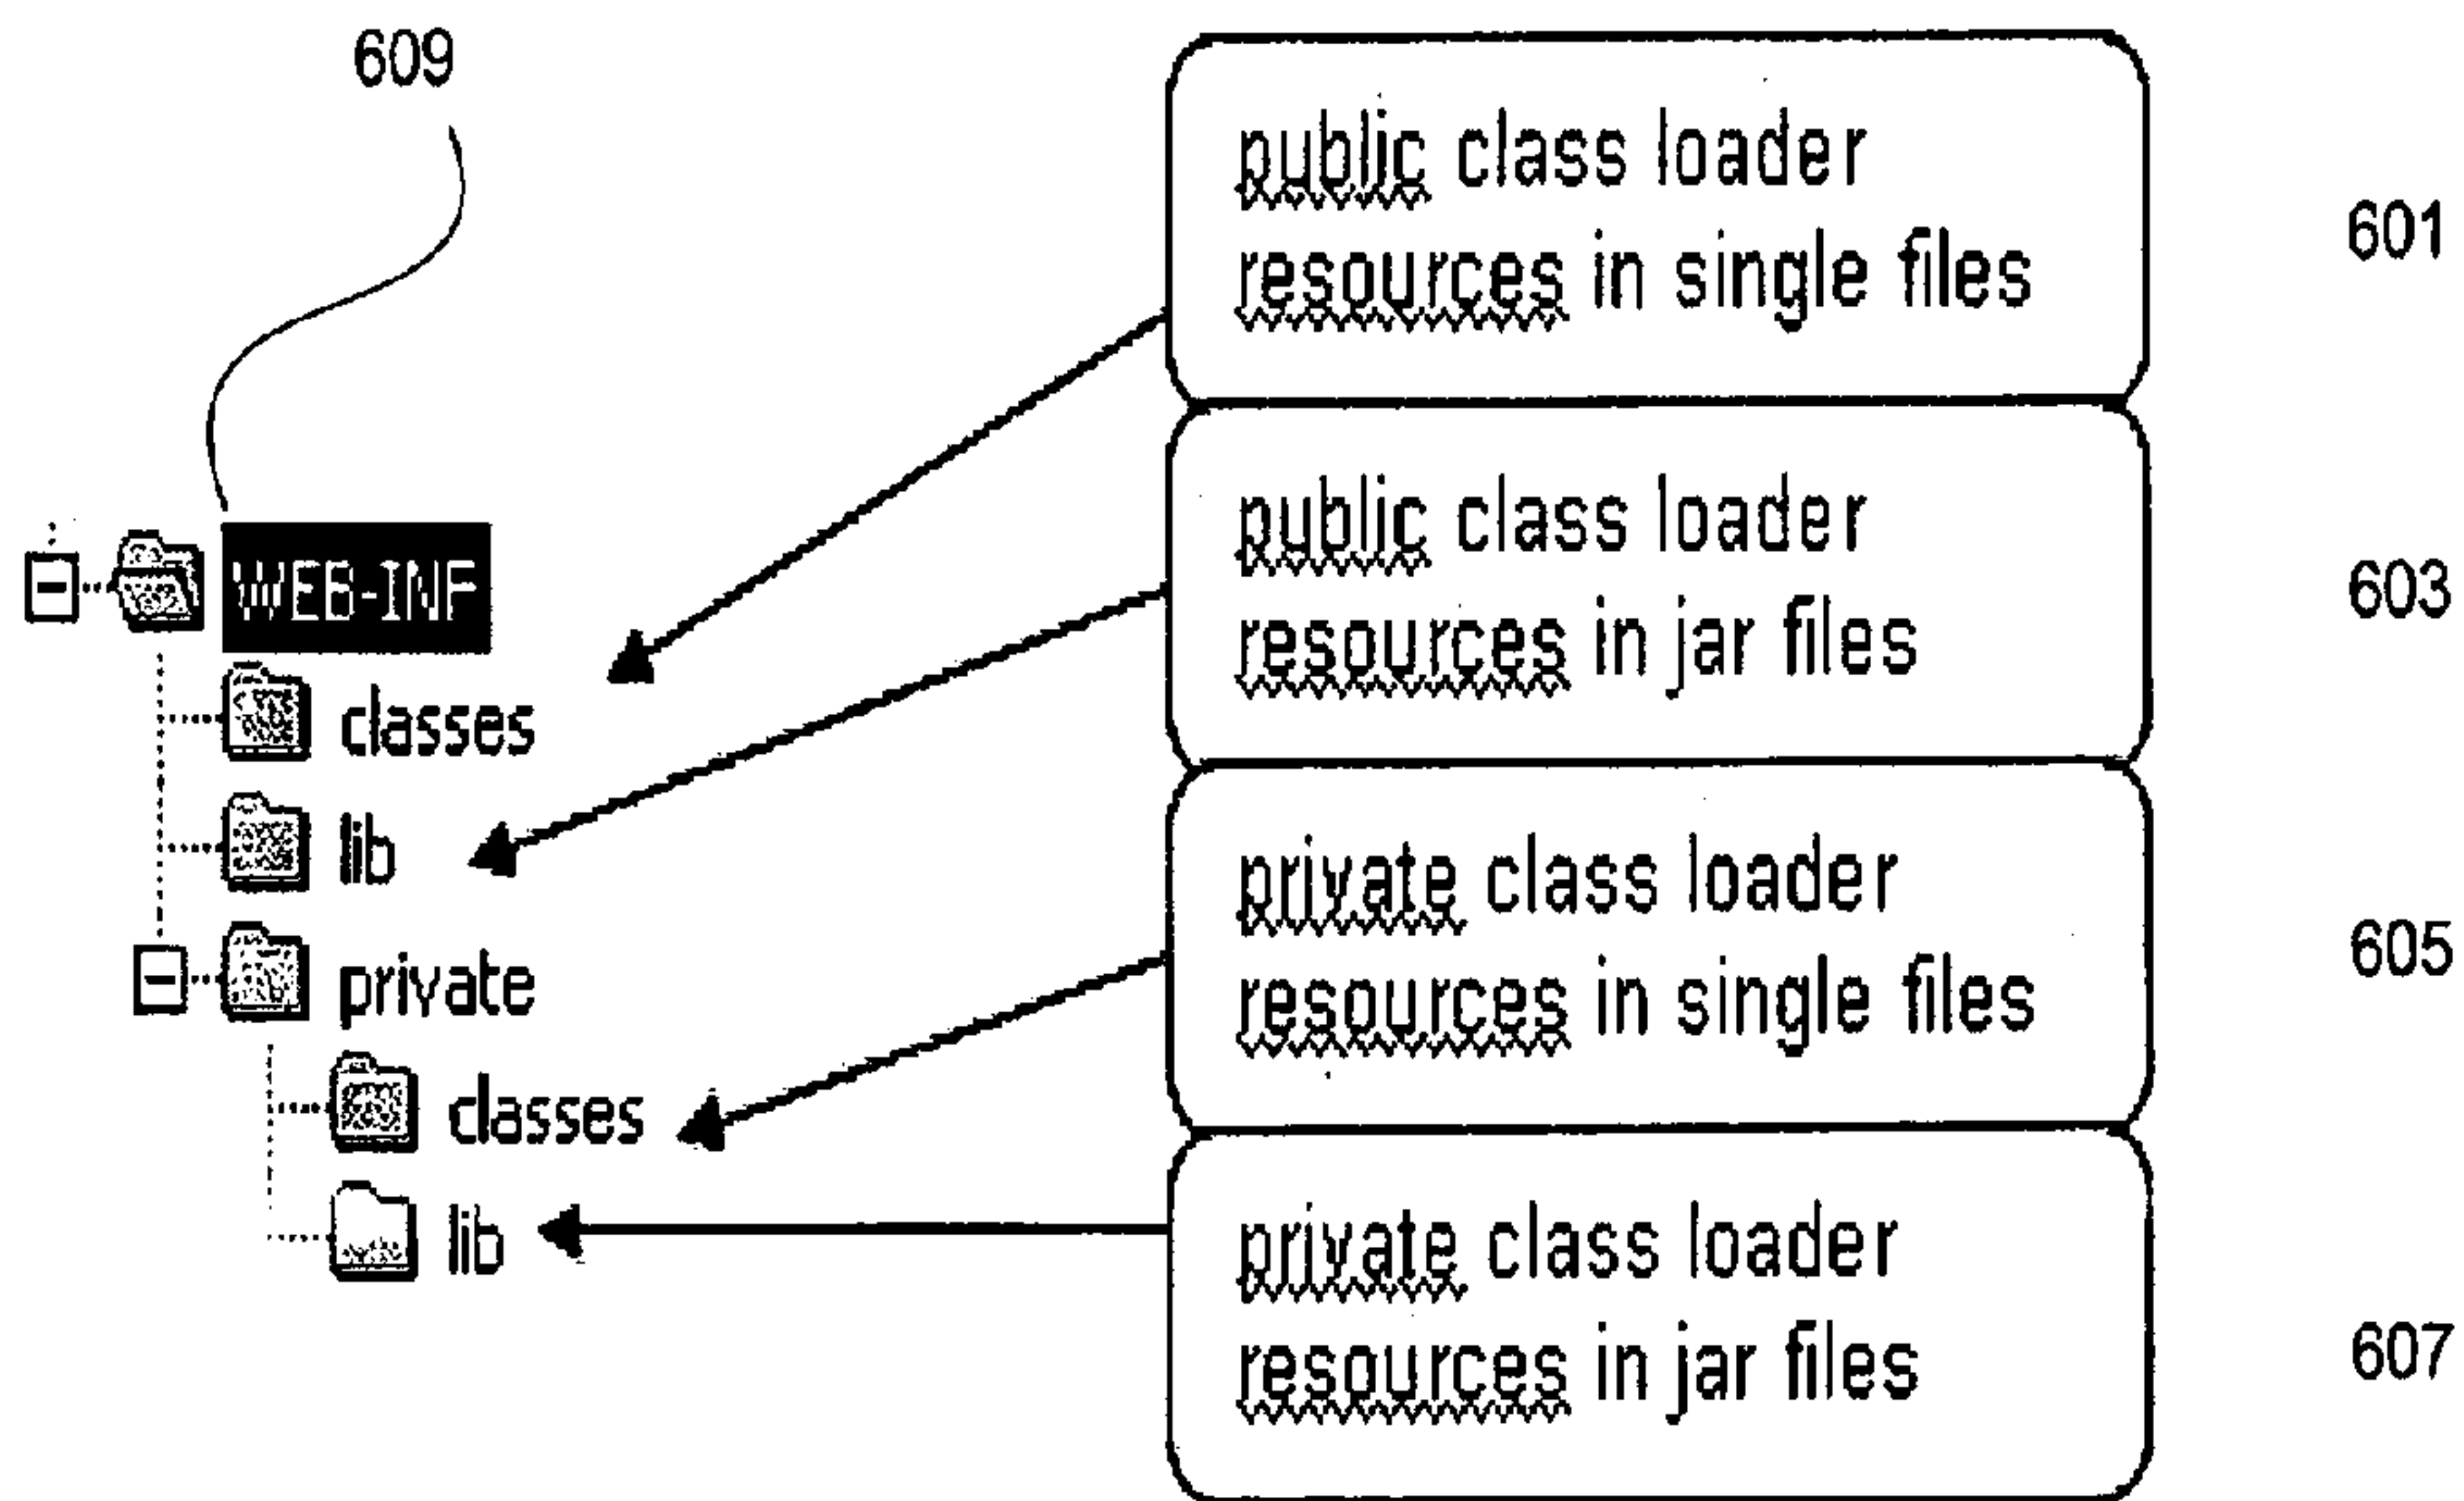 609
public class loader
resources in single files
601
public class loader
resources in jar files
603
private class loader
resources in single files
605
private class loader
resources in jar files
607
WEB-INF
classes
lib
private
classes
lib